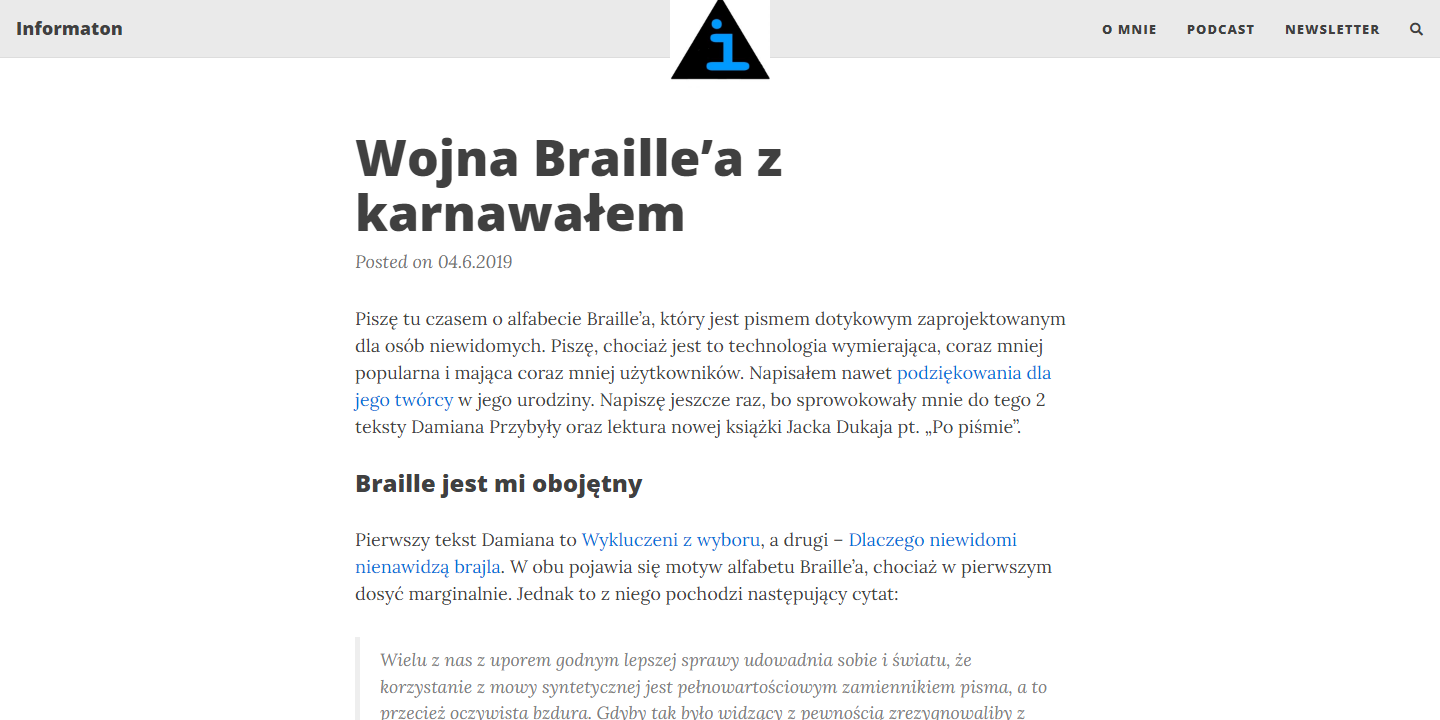 Informaton
i
O MNIE
PODCAST
NEWSLETTER
Wojna Braille’a z
karnawałem
Posted on 04.6.2019
Piszę tu czasem o alfabecie Braille’a, który jest pismem dotykowym zaprojektowanym
dla osób niewidomych. Piszę, chociaż jest to technologia wymierająca, coraz mniej
popularna i mająca coraz mniej użytkowników. Napisałem nawet podziękowania dla
jego twórcy w jego urodziny. Napiszę jeszcze raz, bo sprowokowały mnie do tego 2
teksty Damiana Przybyły oraz lektura nowej książki Jacka Dukaja pt. „Po piśmie”.
Braille jest mi obojętny
Pierwszy tekst Damiana to Wykluczeni z wyboru, a drugi – Dlaczego niewidomi
nienawidzą brajla. W obu pojawia się motyw alfabetu Braille’a, chociaż w pierwszym
dosyć marginalnie. Jednak to z niego pochodzi następujący cytat:
Wielu z nas z uporem godnym lepszej sprawy udowadnia sobie i światu, że
korzystanie z mowy syntetycznej jest pełnowartościowym zamiennikiem pisma, a to
przecież oczywista bzdura. Gdyby tak było widzący z pewnością zrezygnowaliby z